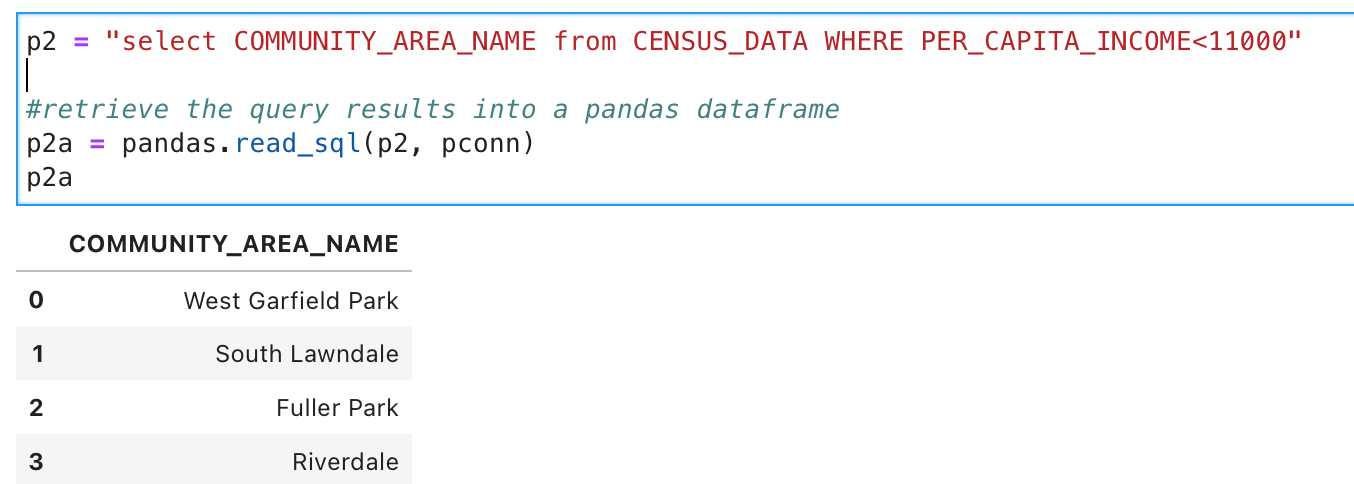 p2 = "select COMMUNITY_AREA_NAME from CENSUS_DATA WHERE PER_CAPITA_INCOME<11000"
#retrieve the query results into a pandas dataframe
p2a = pandas.read_sql(p2, pconn)
p2a
COMMUNITY_AREA_NAME
0 West Garfield Park
1 South Lawndale
2 Fuller Park
3 Riverdale